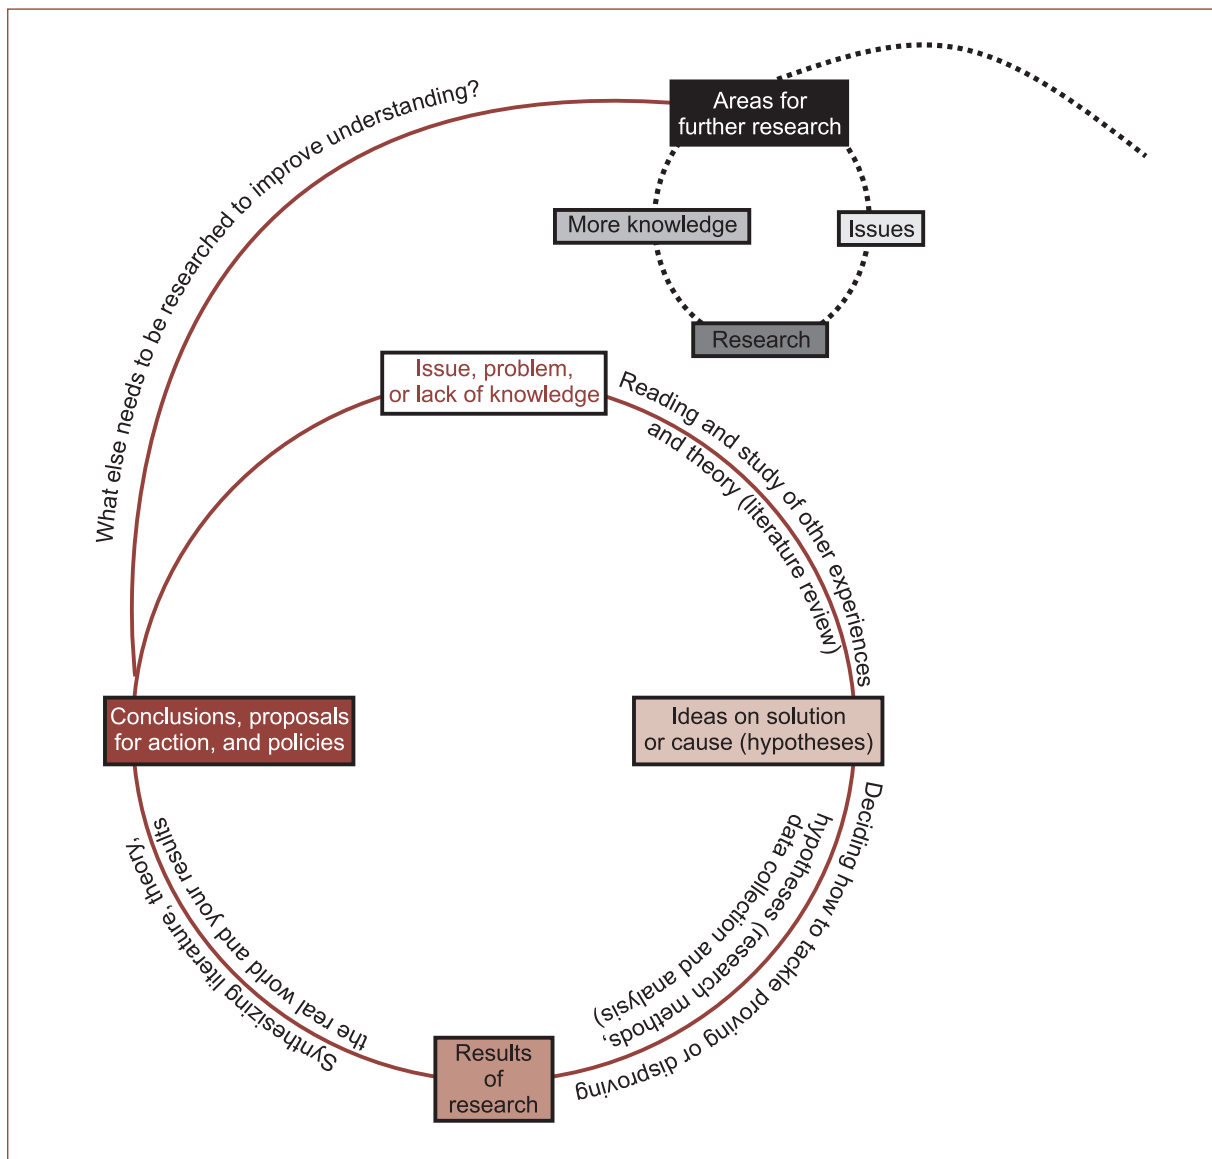 What else needs to be researched to improve understanding?
Areas for
further research
More knowledge
Issues
Research
Issue, problem,
or lack of knowledge
Reading and study of other experiences
and theory (literature review)
Ideas on solution
or cause (hypotheses)
Deciding how to tackle proving or disproving
hypotheses (research methods,
data collection and analysis)
Results
of
research
Synthesizing literature, theory,
the real world and your results
Conclusions, proposals
for action, and policies